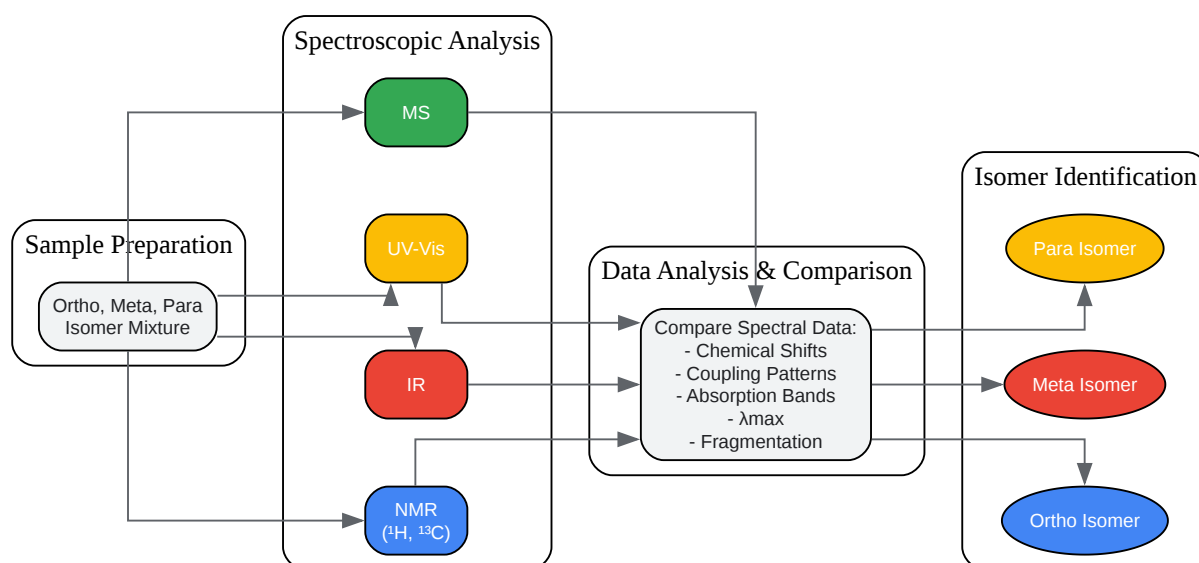 Sample Preparation
Ortho, Meta, Para
Isomer Mixture
Spectroscopic Analysis
MS
UV-Vis
IR
NMR
(¹H, ¹³C)
Data Analysis & Comparison
Compare Spectral Data:
- Chemical Shifts
- Coupling Patterns
- Absorption Bands
- λmax
- Fragmentation
Isomer Identification
Para Isomer
Meta Isomer
Ortho Isomer